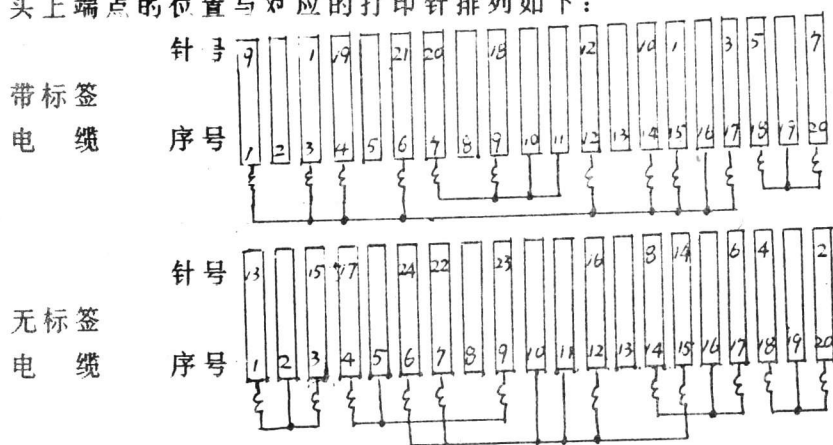 头上端点的位置与对应的打印针排列如下：
针号 9 1 19 21 20 18 12 10 1 3 5 7
带标签
电缆 序号 1 2 3 4 5 6 7 8 9 10 11 12 13 14 15 16 17 18 19 20
针号 13 15 17 24 22 23 16 8 14 6 4 2
无标签
电缆 序号 1 2 3 4 5 6 7 8 9 10 11 12 13 14 15 16 17 18 19 20